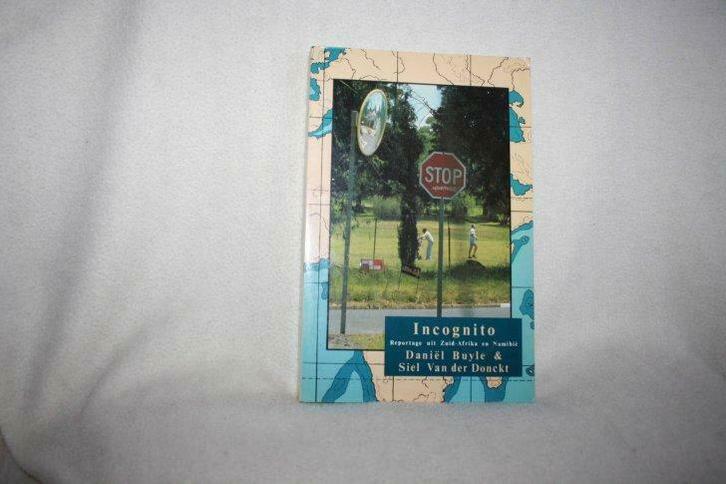 STOP
Incognito
Reportage uit Zuid-Afrika en Namibië
Daniël Buyle &
Siel Van der Donckt